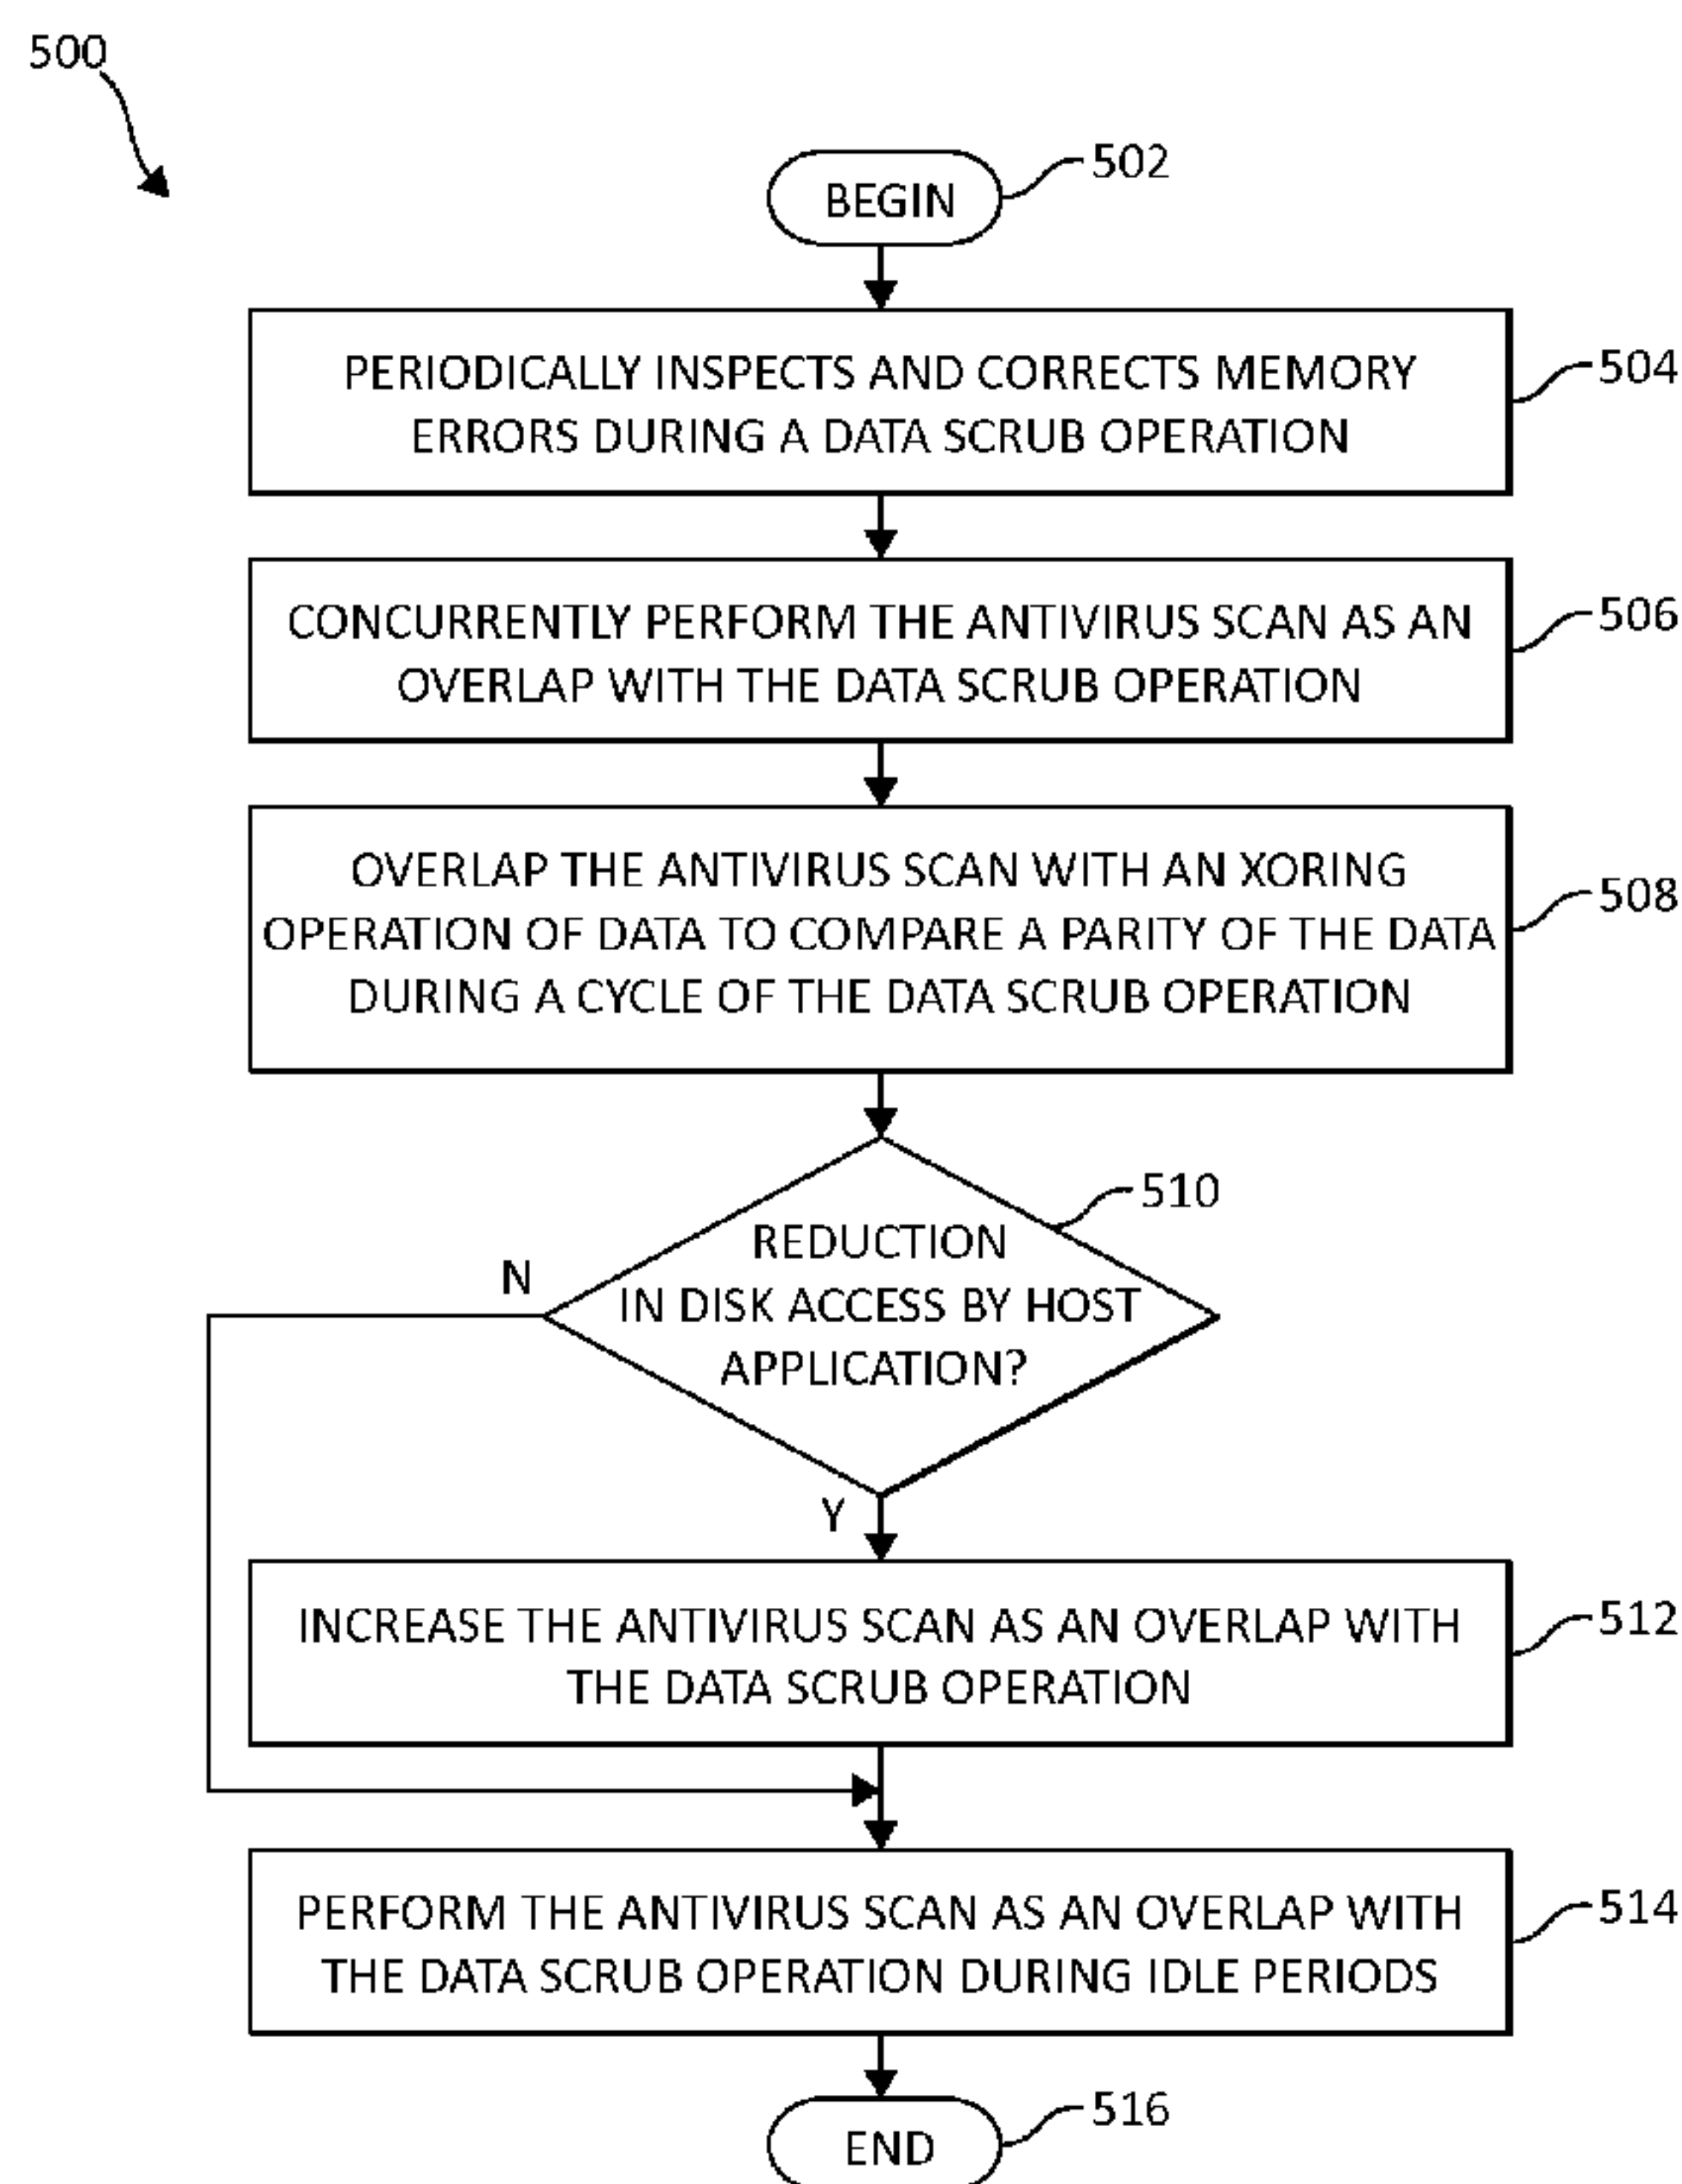 500
BEGIN
502
PERIODICALLY INSPECTS AND CORRECTS MEMORY
ERRORS DURING A DATA SCRUB OPERATION
504
CONCURRENTLY PERFORM THE ANTIVIRUS SCAN AS AN
OVERLAP WITH THE DATA SCRUB OPERATION
506
OVERLAP THE ANTIVIRUS SCAN WITH AN XORING
OPERATION OF DATA TO COMPARE A PARITY OF THE DATA
DURING A CYCLE OF THE DATA SCRUB OPERATION
508
REDUCTION
IN DISK ACCESS BY HOST
APPLICATION?
510
N
Y
INCREASE THE ANTIVIRUS SCAN AS AN OVERLAP WITH
THE DATA SCRUB OPERATION
512
PERFORM THE ANTIVIRUS SCAN AS AN OVERLAP WITH
THE DATA SCRUB OPERATION DURING IDLE PERIODS
514
END
516